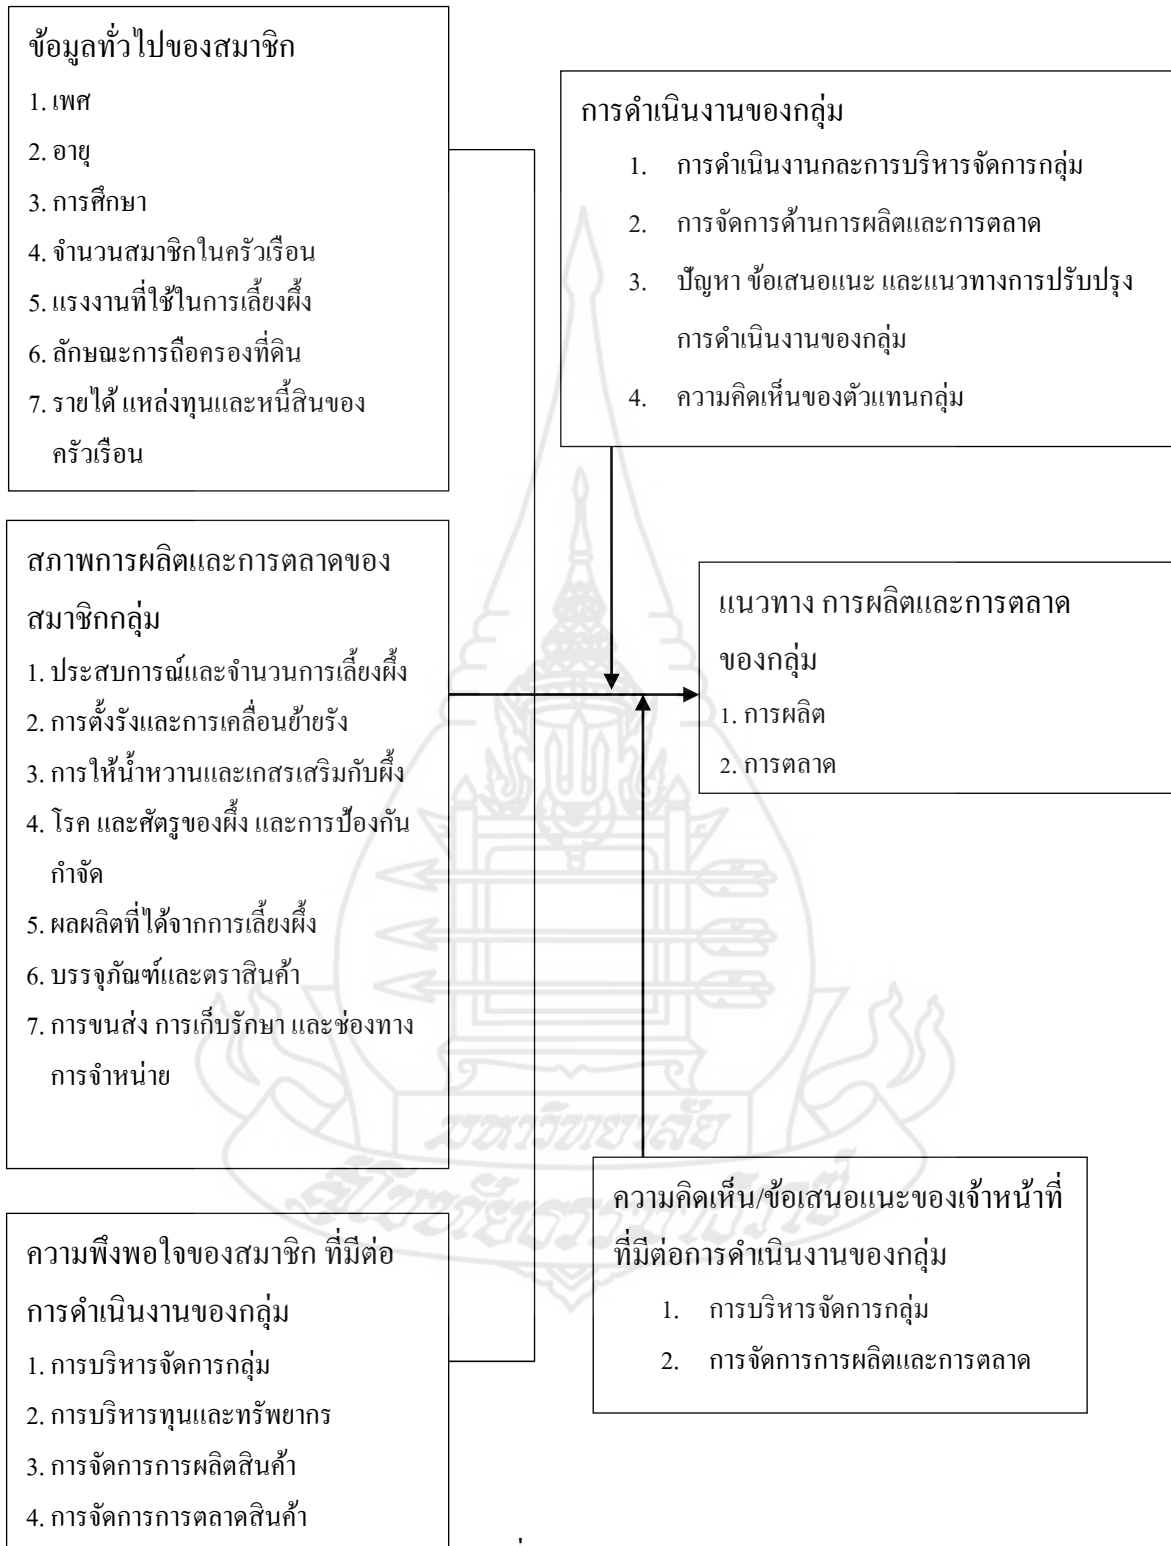 ข้อมูลทั่วไปของสมาชิก
1. เพศ
2. อายุ
3. การศึกษา
4. จำนวนสมาชิกในครัวเรือน
5. แรงงานที่ใช้ในการเลี้ยงผึ้ง
6. ลักษณะการถือครองที่ดิน
7. รายได้ แหล่งทุนและหนี้สินของ
ครัวเรือน
การดำเนินงานของกลุ่ม
1. การดำเนินงานกละการบริหารจัดการกลุ่ม
2. การจัดการด้านการผลิตและการตลาด
3. ปัญหา ข้อเสนอแนะ และแนวทางการปรับปรุง
การดำเนินงานของกลุ่ม
4. ความคิดเห็นของตัวแทนกลุ่ม
สภาพการผลิตและการตลาดของ
สมาชิกกลุ่ม
1. ประสบการณ์และจำนวนการเลี้ยงผึ้ง
2. การตั้งรังและการเคลื่อนย้ายรัง
3. การให้น้ำหวานและเกสรเสริมกับผึ้ง
4. โรค และศัตรูของผึ้ง และการป้องกัน
กำจัด
5. ผลผลิตที่ได้จากการเลี้ยงผึ้ง
6. บรรจุภัณฑ์และตราสินค้า
7. การขนส่ง การเก็บรักษา และช่องทาง
การจำหน่าย
แนวทาง การผลิตและการตลาด
ของกลุ่ม
1. การผลิต
2. การตลาด
มหาวิทยาลัย
สุโขทัยธรรมาธิราช
ความพึงพอใจของสมาชิก ที่มีต่อ
การดำเนินงานของกลุ่ม
1. การบริหารจัดการกลุ่ม
2. การบริหารทุนและทรัพยากร
3. การจัดการการผลิตสินค้า
4. การจัดการการตลาดสินค้า
ความคิดเห็น/ข้อเสนอแนะของเจ้าหน้าที่
ที่มีต่อการดำเนินงานของกลุ่ม
1. การบริหารจัดการกลุ่ม
2. การจัดการการผลิตและการตลาด